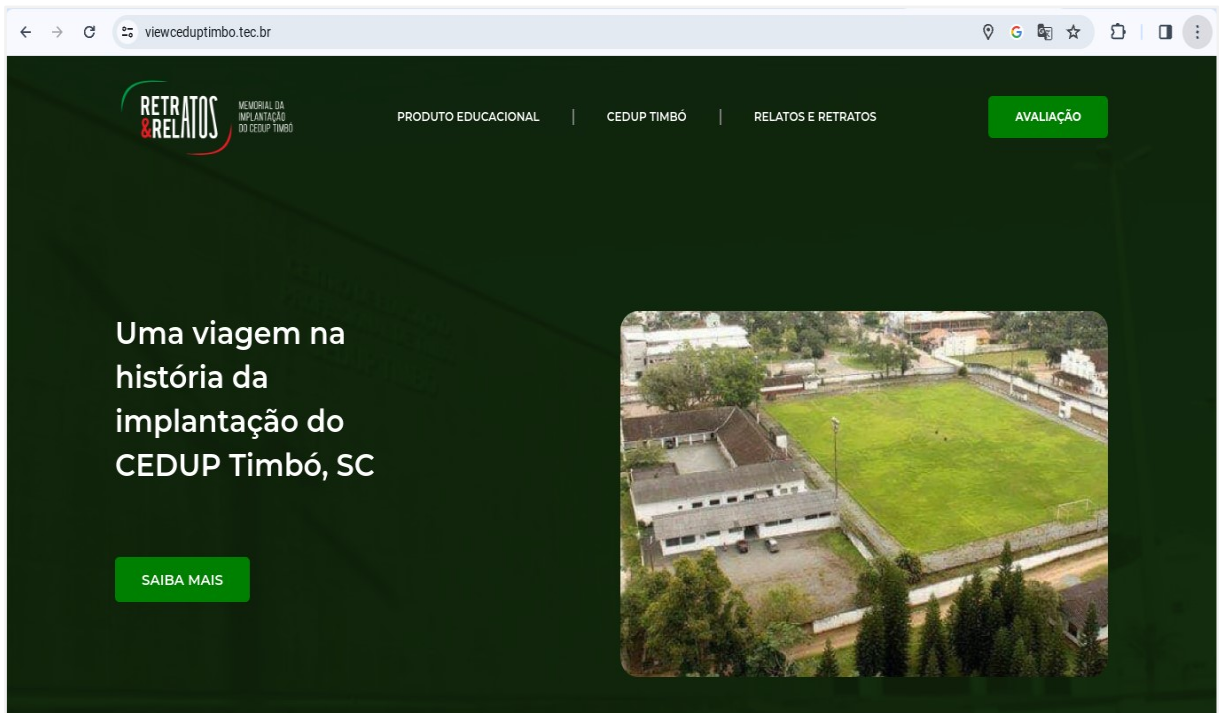 viewceduptimbo.tec.br
RETRATOS
&RELATOS
MEMORIAL DA
IMPLANTAÇÃO
DO CEDUP TIMBÓ
PRODUTO EDUCACIONAL
CEDUP TIMBÓ
RELATOS E RETRATOS
AVALIAÇÃO
Uma viagem na
história da
implantação do
CEDUP Timbó, SC
SAIBA MAIS